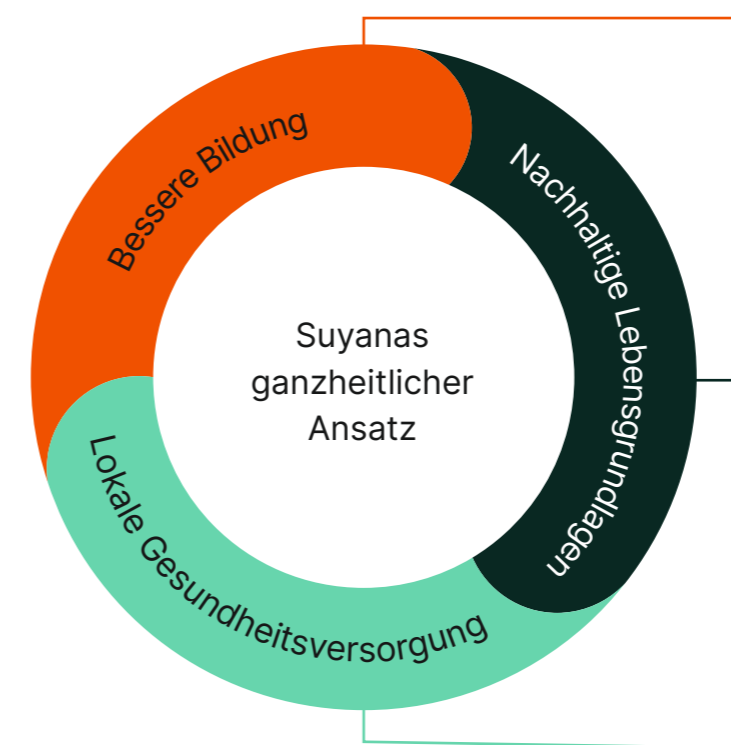 Bessere Bildung
Nachhaltige Lebensgrundlagen
Suyanas
ganzheitlicher
Ansatz
Lokale Gesundheitsversorgung